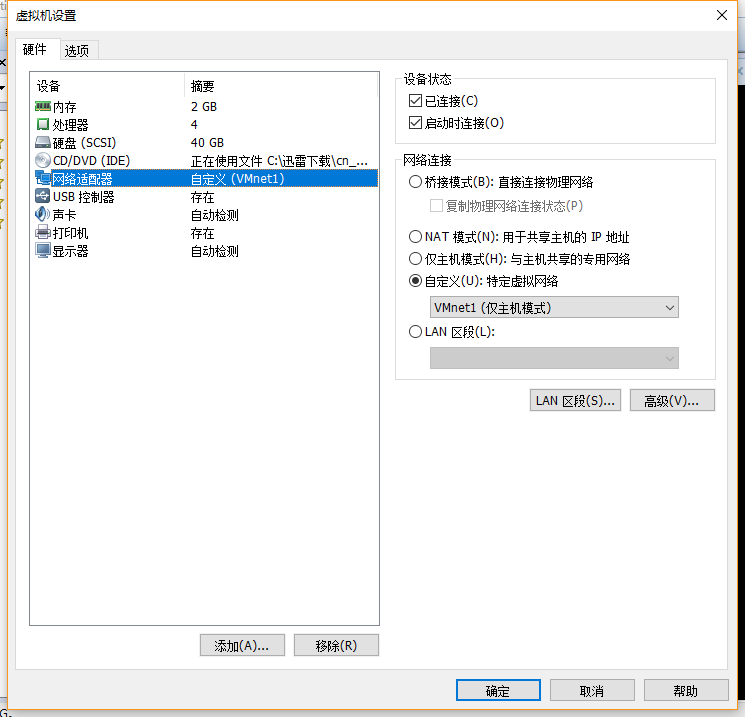 虚拟机设置
硬件 选项
设备 摘要
内存 2 GB
处理器 4
硬盘 (SCSI) 40 GB
CD/DVD (IDE) 正在使用文件 C:\迅雷下载\cn_...
网络适配器 自定义 (VMnet1)
USB 控制器 存在
声卡 自动检测
打印机 存在
显示器 自动检测
添加(A)... 移除(R)
设备状态
已连接(C)
启动时连接(O)
网络连接
桥接模式(B): 直接连接物理网络
复制物理网络连接状态(P)
NAT 模式(N): 用于共享主机的 IP 地址
仅主机模式(H): 与主机共享的专用网络
自定义(U): 特定虚拟网络
VMnet1 (仅主机模式)
LAN 区段(L):
LAN 区段(S)... 高级(V)...
确定 取消 帮助